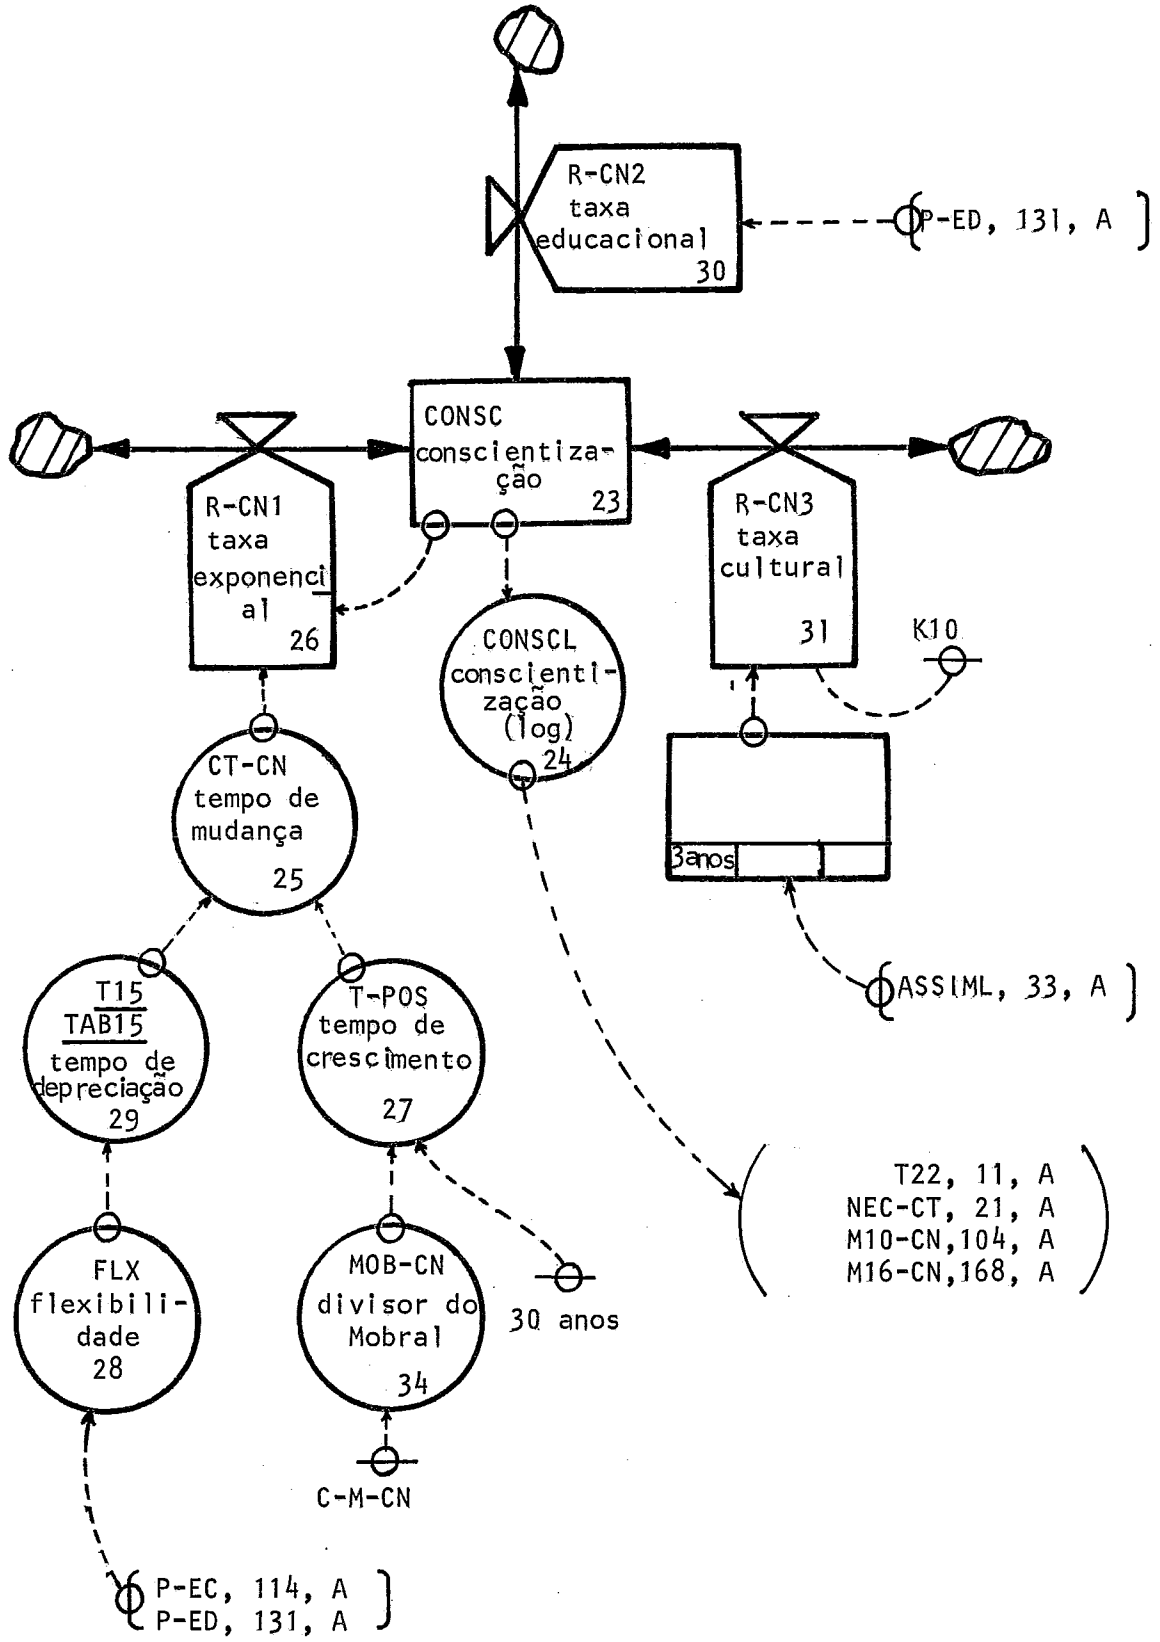 R-CN2
taxa
educacional
30
P-ED, 131, A
CONSC
conscientiza-
ção
23
R-CN1
taxa
exponenci
al
26
R-CN3
taxa
cultural
31
K10
CONSCL
conscienti-
zação
(log)
24
CT-CN
tempo de
mudança
25
3anos
ASSIML, 33, A
T15
TAB15
tempo de
depreciação
29
T-POS
tempo de
crescimento
27
T22, 11, A
NEC-CT, 21, A
M10-CN,104, A
M16-CN,168, A
FLX
flexibili-
dade
28
MOB-CN
divisor do
Mobral
34
30 anos
C-M-CN
P-EC, 114, A
P-ED, 131, A